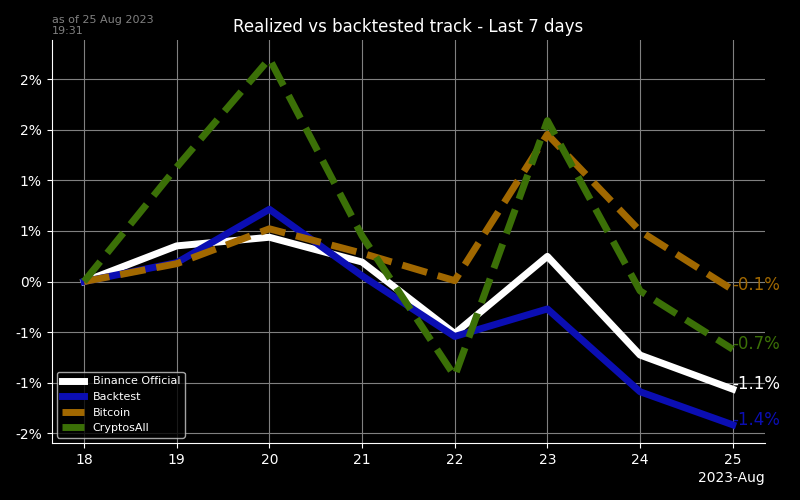 as of 25 Aug 2023
19:31
Realized vs backtested track - Last 7 days
2%
2%
1%
1%
0%
-1%
-1%
-2%
-0.1%
-0.7%
-1.1%
-1.4%
Binance Official
Backtest
Bitcoin
CryptosAll
18 19 20 21 22 23 24 25
2023-Aug